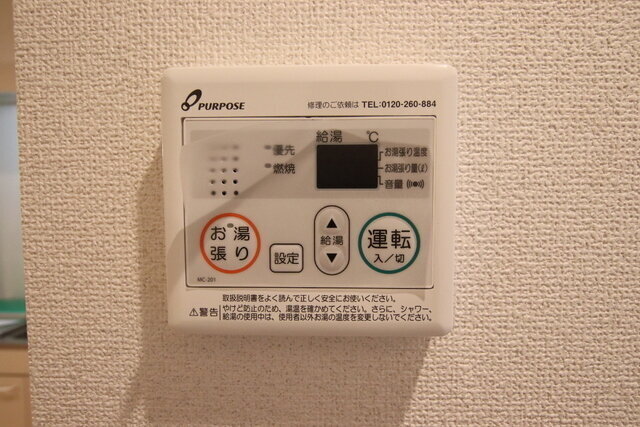 PURPOSE
修理のご依頼は TEL:0120-260-884
給湯 ℃
優先
燃焼
お湯張り温度
お湯張り量(ℓ)
音量
お湯
張り
設定
▲
給湯
▼
運転
入/切
MC-201
⚠警告
取扱説明書をよく読んで正しく安全にお使いください。
やけど防止のため、湯温を確かめてください。さらに、シャワー、
給湯の使用中は、使用者以外お湯の温度を変更しないでください。